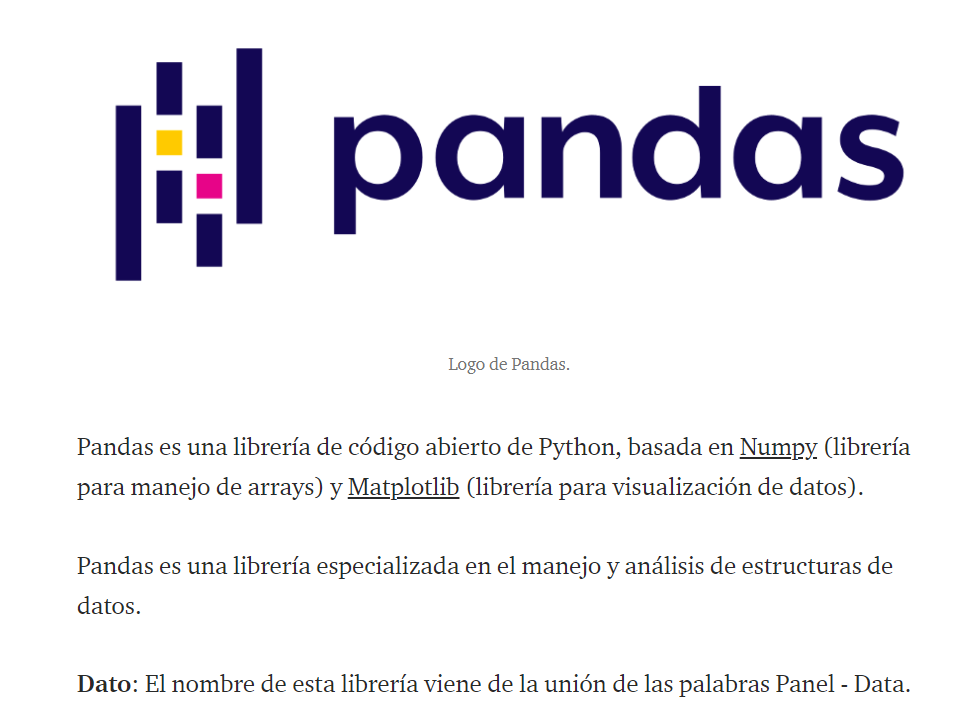 pandas
Logo de Pandas.
Pandas es una librería de código abierto de Python, basada en Numpy (librería
para manejo de arrays) y Matplotlib (librería para visualización de datos).
Pandas es una librería especializada en el manejo y análisis de estructuras de
datos.
Dato: El nombre de esta librería viene de la unión de las palabras Panel - Data.